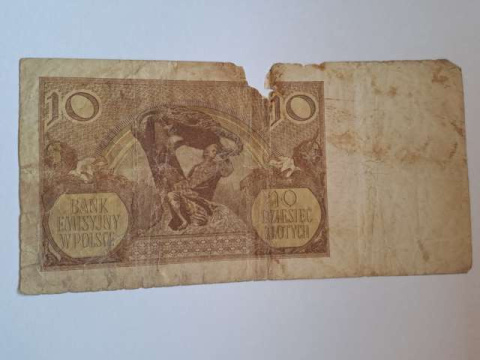 10
10
BANK
EMISYJNY
W POLSCE
10
DZIESIĘĆ
ZŁOTYCH